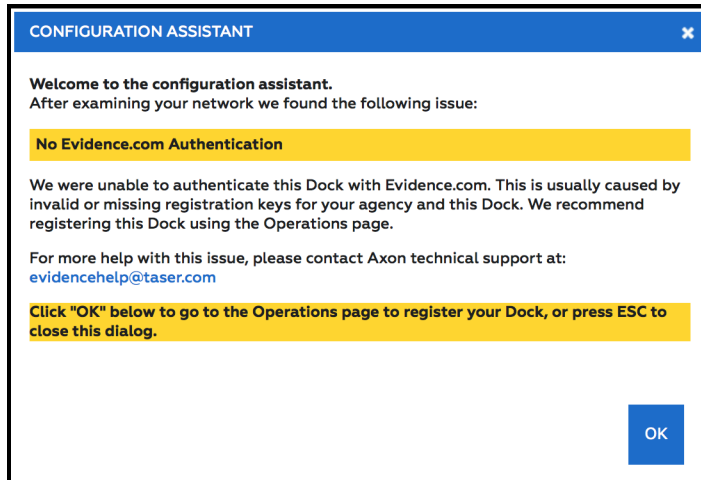 CONFIGURATION ASSISTANT
Welcome to the configuration assistant.
After examining your network we found the following issue:
No Evidence.com Authentication
We were unable to authenticate this Dock with Evidence.com. This is usually caused by
invalid or missing registration keys for your agency and this Dock. We recommend
registering this Dock using the Operations page.
For more help with this issue, please contact Axon technical support at:
evidencehelp@taser.com
Click "OK" below to go to the Operations page to register your Dock, or press ESC to
close this dialog.
OK